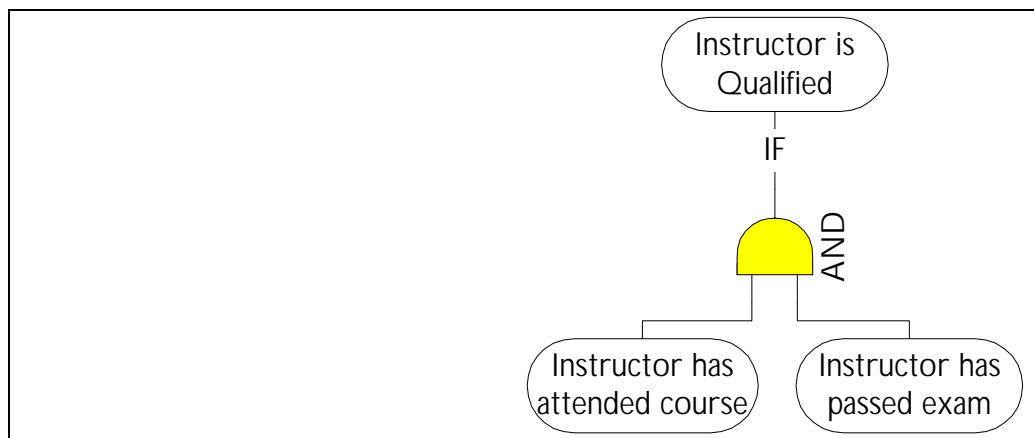 Instructor is
Qualified
IF
AND
Instructor has
attended course
Instructor has
passed exam